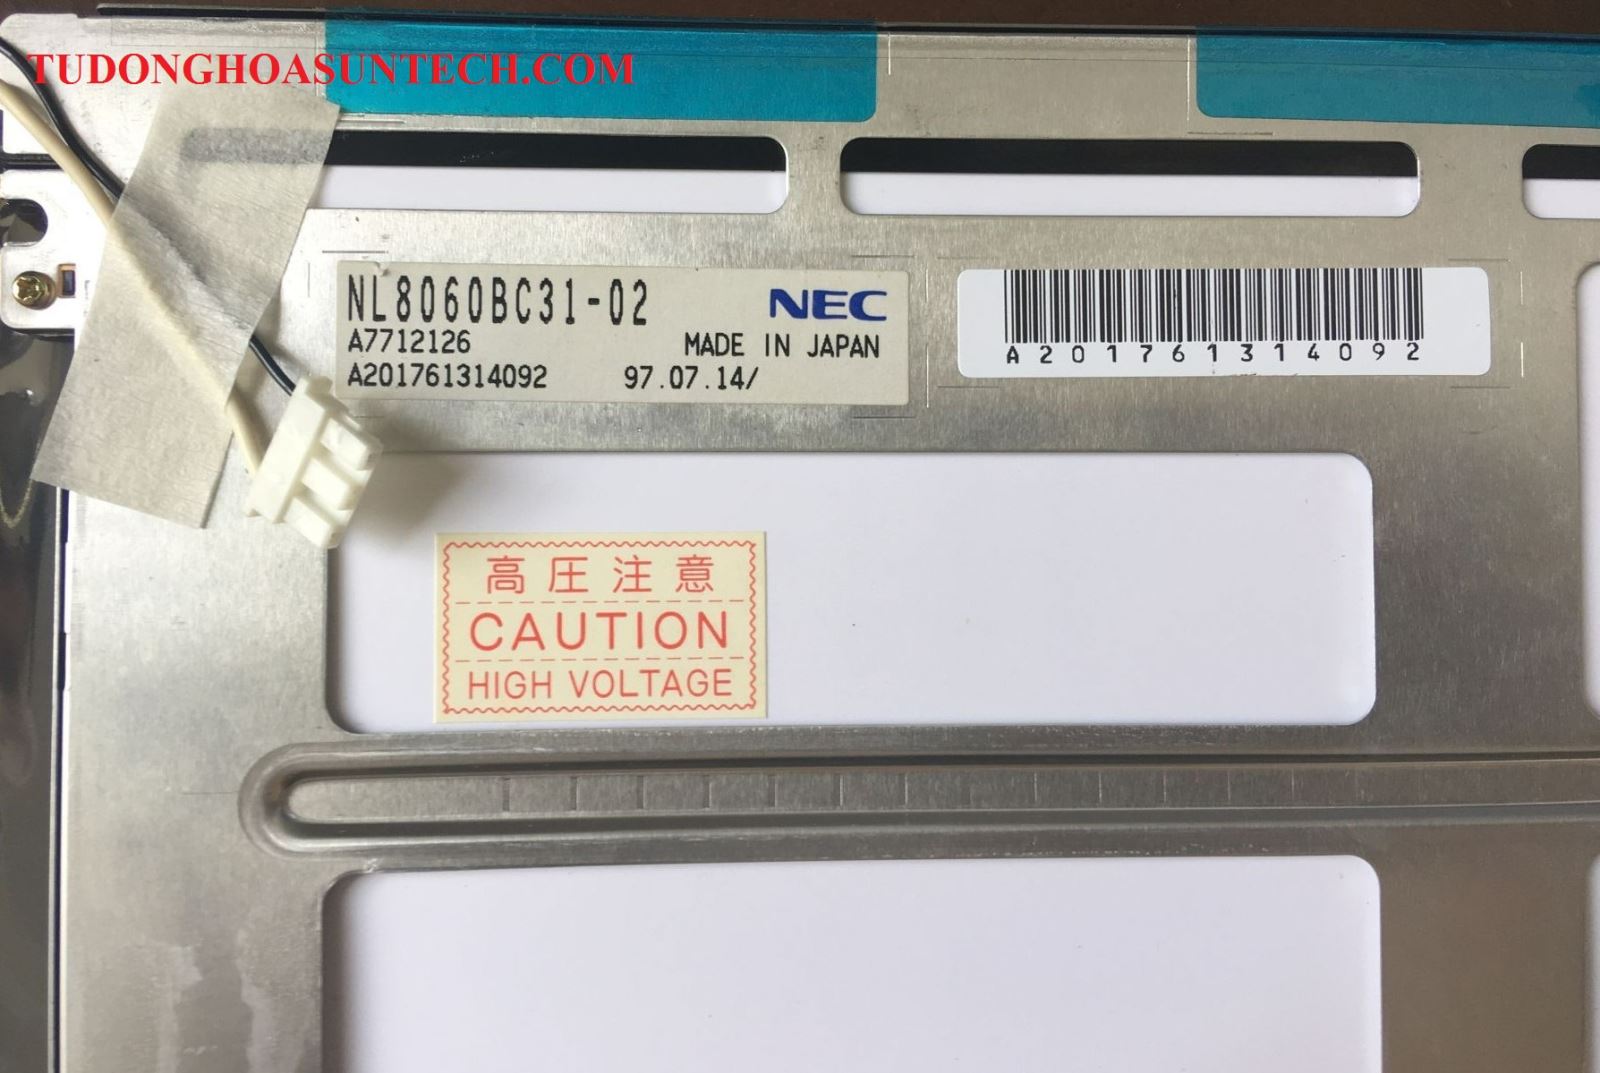 TUDONGHOASUNTECH.COM
NL8060BC31-02
NEC
A7712126
MADE IN JAPAN
A201761314092
97.07.14/
A201761314092
高圧注意
CAUTION
HIGH VOLTAGE